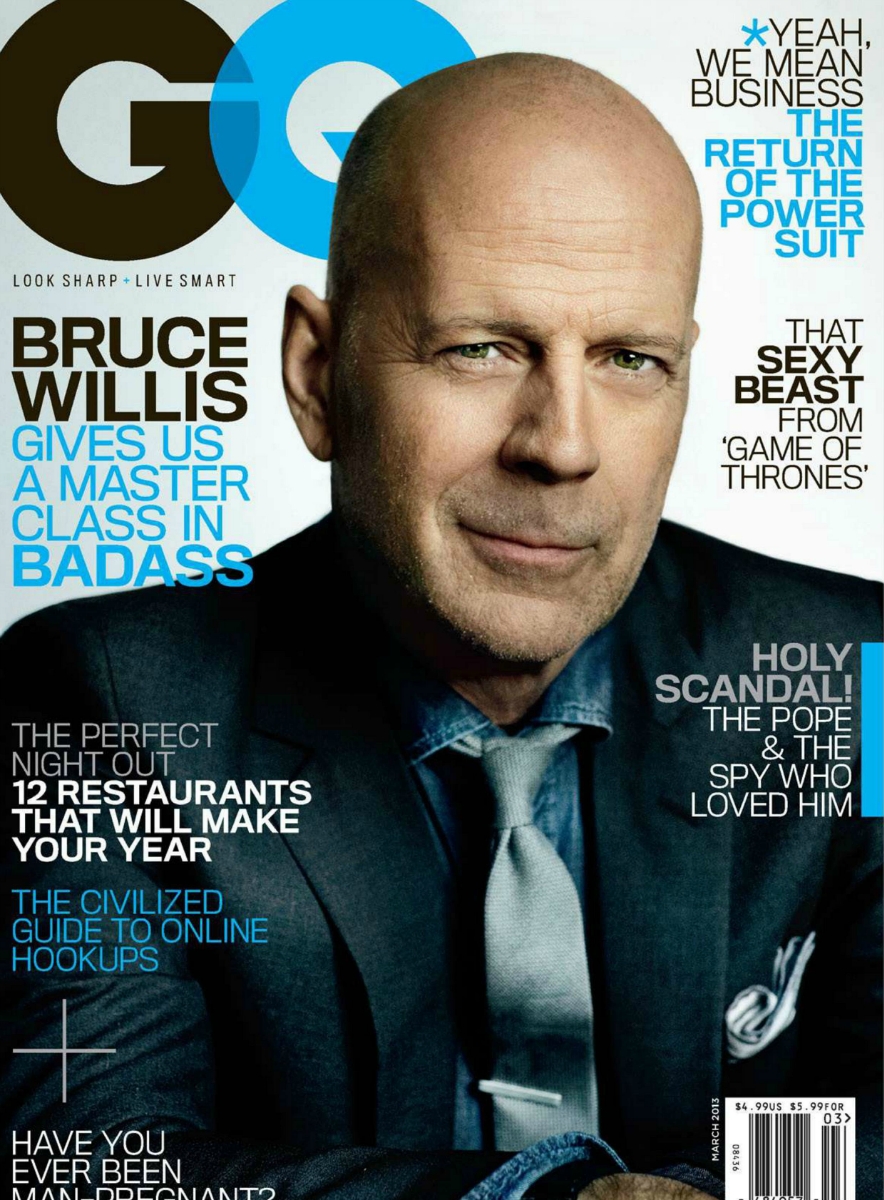 GQ
LOOK SHARP + LIVE SMART
BRUCE
WILLIS
GIVES US
A MASTER
CLASS IN
BADASS
THE PERFECT
NIGHT OUT
12 RESTAURANTS
THAT WILL MAKE
YOUR YEAR
THE CIVILIZED
GUIDE TO ONLINE
HOOKUPS
HAVE YOU
EVER BEEN
MAN-PREGNANT?
*YEAH,
WE MEAN
BUSINESS
THE
RETURN
OF THE
POWER
SUIT
THAT
SEXY
BEAST
FROM
‘GAME OF
THRONES’
HOLY
SCANDAL!
THE POPE
& THE
SPY WHO
LOVED HIM
MARCH 2013
$4.99US $5.99FOR
03>
08436